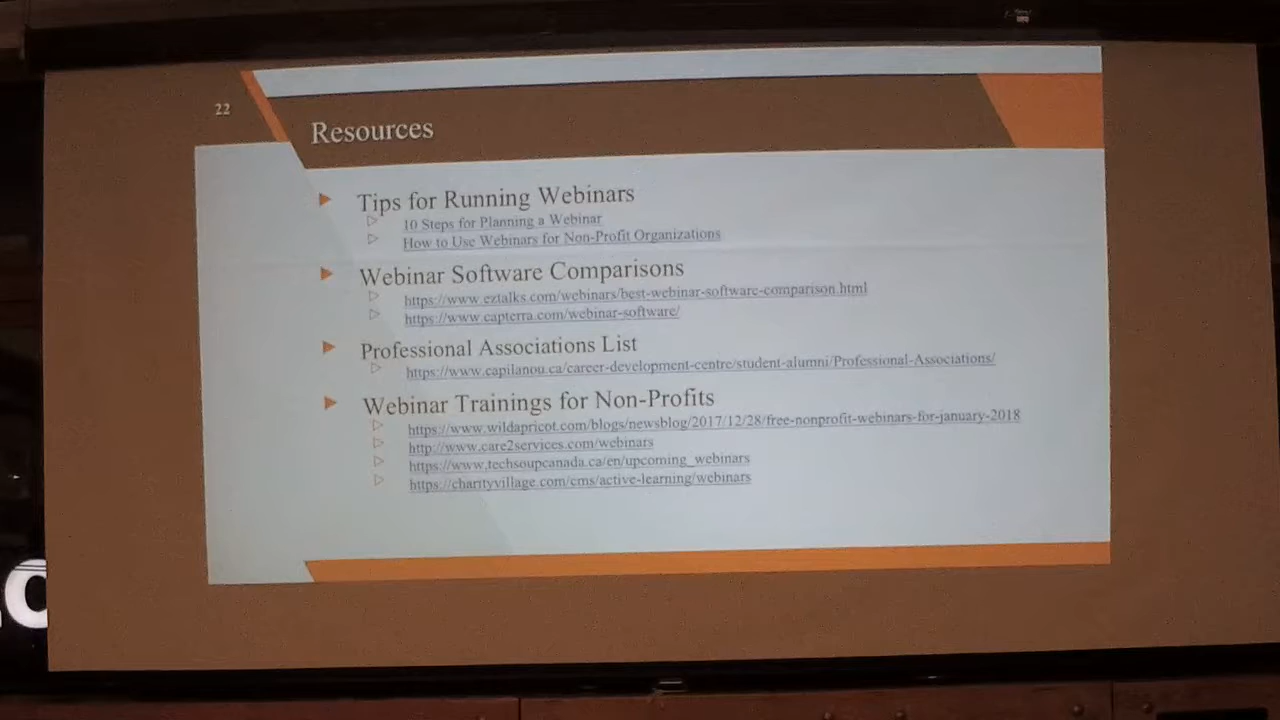 22
Resources
Tips for Running Webinars
10 Steps for Planning a Webinar
How to Use Webinars for Non-Profit Organizations
Webinar Software Comparisons
https://www.eztalks.com/webinars/best-webinar-software-comparison.html
https://www.capterra.com/webinar-software/
Professional Associations List
https://www.capilanou.ca/career-development-centre/student-alumni/Professional-Associations/
Webinar Trainings for Non-Profits
https://www.wildapricot.com/blogs/newsblog/2017/12/28/free-nonprofit-webinars-for-january-2018
http://www.care2services.com/webinars
https://www.techsoupcanada.ca/en/upcoming_webinars
https://charityvillage.com/cms/active-learning/webinars